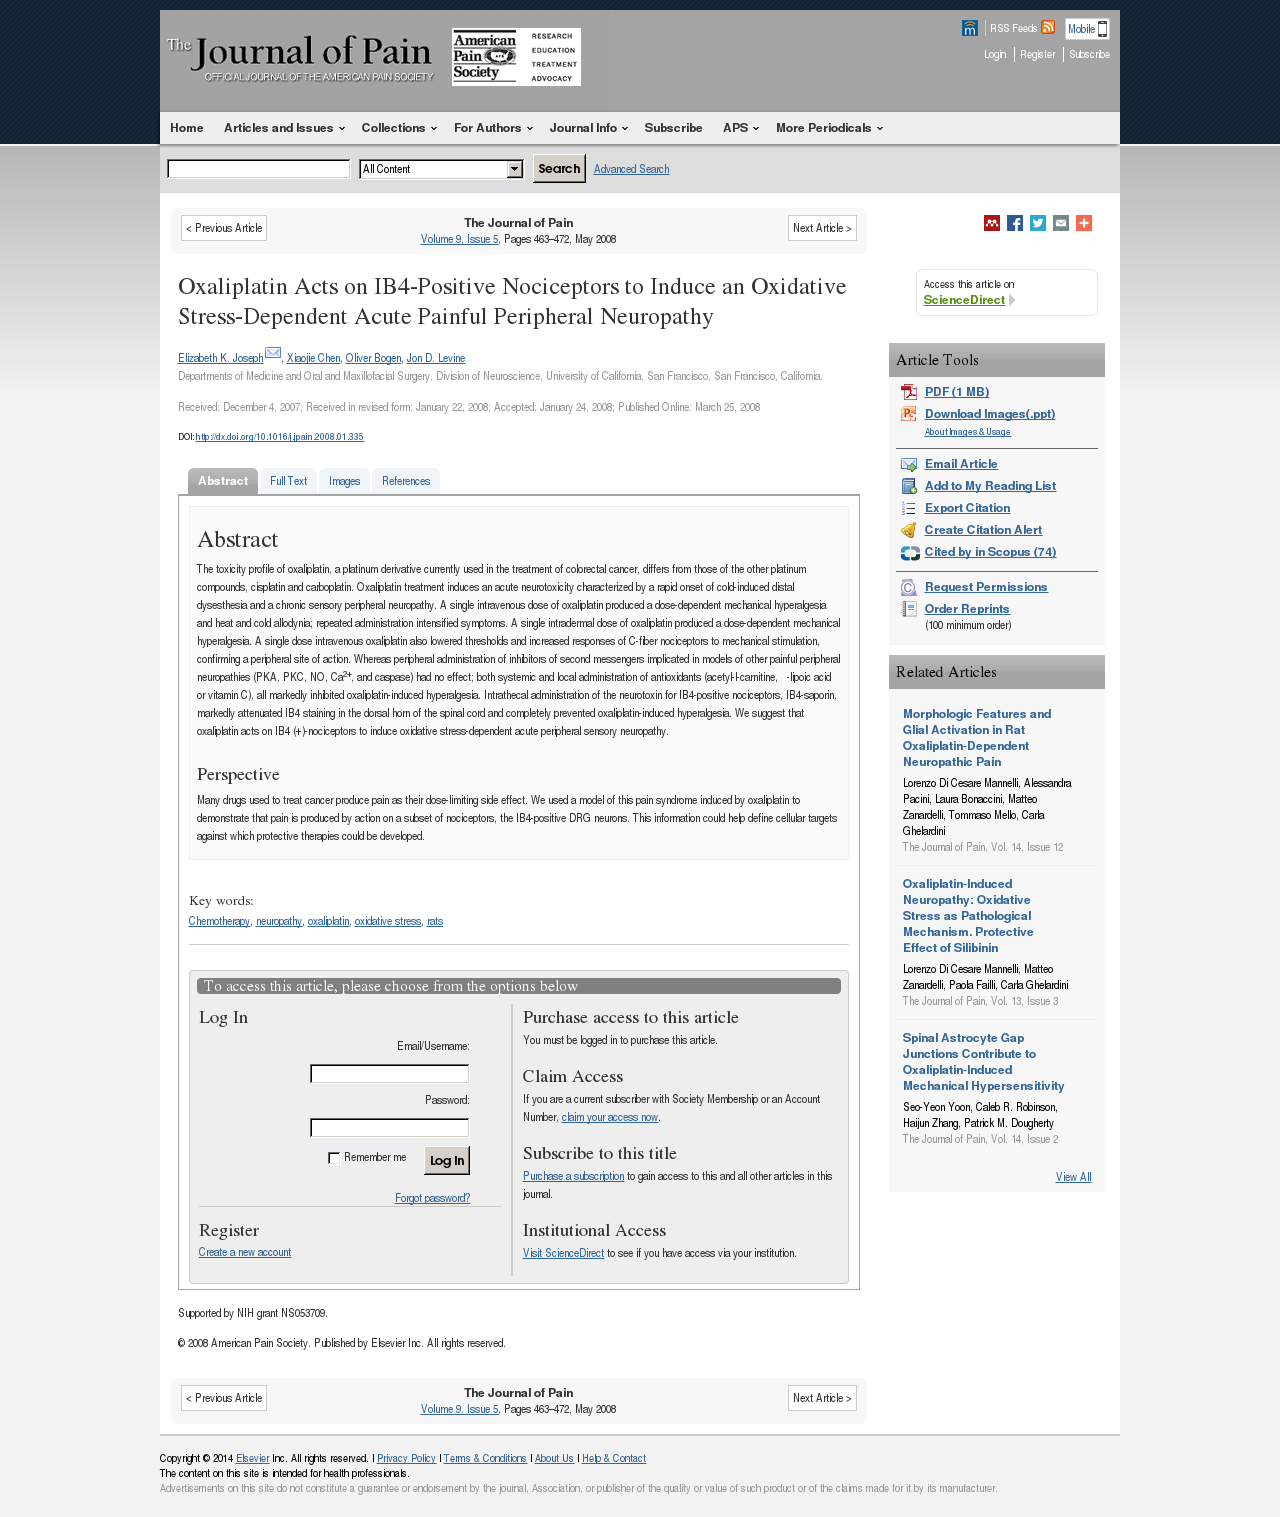 The Journal of Pain
OFFICIAL JOURNAL OF THE AMERICAN PAIN SOCIETY
American Pain Society
RESEARCH
EDUCATION
TREATMENT
ADVOCACY
RSS Feeds
Mobile
Login
Register
Subscribe
Home Articles and Issues Collections For Authors Journal Info Subscribe APS More Periodicals
All Content Search Advanced Search
< Previous Article
The Journal of Pain
Volume 9, Issue 5, Pages 463–472, May 2008
Next Article >
Oxaliplatin Acts on IB4-Positive Nociceptors to Induce an Oxidative
Stress-Dependent Acute Painful Peripheral Neuropathy
Elizabeth K. Joseph, Xiaojie Chen, Oliver Bogen, Jon D. Levine
Departments of Medicine and Oral and Maxillofacial Surgery, Division of Neuroscience, University of California, San Francisco, San Francisco, California.
Received: December 4, 2007; Received in revised form: January 22, 2008; Accepted: January 24, 2008; Published Online: March 25, 2008
DOI: http://dx.doi.org/10.1016/j.jpain.2008.01.335
Abstract Full Text Images References
Abstract
The toxicity profile of oxaliplatin, a platinum derivative currently used in the treatment of colorectal cancer, differs from those of the other platinum
compounds, cisplatin and carboplatin. Oxaliplatin treatment induces an acute neurotoxicity characterized by a rapid onset of cold-induced distal
dysesthesia and a chronic sensory peripheral neuropathy. A single intravenous dose of oxaliplatin produced a dose-dependent mechanical hyperalgesia
and heat and cold allodynia; repeated administration intensified symptoms. A single intradermal dose of oxaliplatin produced a dose-dependent mechanical
hyperalgesia. A single dose intravenous oxaliplatin also lowered thresholds and increased responses of C-fiber nociceptors to mechanical stimulation,
confirming a peripheral site of action. Whereas peripheral administration of inhibitors of second messengers implicated in models of other painful peripheral
neuropathies (PKA, PKC, NO, Ca2+, and caspase) had no effect; both systemic and local administration of antioxidants (acetyl-l-carnitine, -lipoic acid
or vitamin C), all markedly inhibited oxaliplatin-induced hyperalgesia. Intrathecal administration of the neurotoxin for IB4-positive nociceptors, IB4-saporin,
markedly attenuated IB4 staining in the dorsal horn of the spinal cord and completely prevented oxaliplatin-induced hyperalgesia. We suggest that
oxaliplatin acts on IB4 (+)-nociceptors to induce oxidative stress-dependent acute peripheral sensory neuropathy.
Perspective
Many drugs used to treat cancer produce pain as their dose-limiting side effect. We used a model of this pain syndrome induced by oxaliplatin to
demonstrate that pain is produced by action on a subset of nociceptors, the IB4-positive DRG neurons. This information could help define cellular targets
against which protective therapies could be developed.
Key words:
Chemotherapy, neuropathy, oxaliplatin, oxidative stress, rats
To access this article, please choose from the options below
Log In
Email/Username:
Password:
Remember me
Log In
Forgot password?
Register
Create a new account
Purchase access to this article
You must be logged in to purchase this article.
Claim Access
If you are a current subscriber with Society Membership or an Account
Number, claim your access now.
Subscribe to this title
Purchase a subscription to gain access to this and all other articles in this
journal.
Institutional Access
Visit ScienceDirect to see if you have access via your institution.
Supported by NIH grant NS053709.
© 2008 American Pain Society. Published by Elsevier Inc. All rights reserved.
< Previous Article
The Journal of Pain
Volume 9, Issue 5, Pages 463–472, May 2008
Next Article >
Access this article on
ScienceDirect
Article Tools
PDF (1 MB)
Download Images(.ppt)
About Images & Usage
Email Article
Add to My Reading List
Export Citation
Create Citation Alert
Cited by in Scopus (74)
Request Permissions
Order Reprints
(100 minimum order)
Related Articles
Morphologic Features and
Glial Activation in Rat
Oxaliplatin-Dependent
Neuropathic Pain
Lorenzo Di Cesare Mannelli, Alessandra
Pacini, Laura Bonaccini, Matteo
Zanardelli, Tommaso Mello, Carla
Ghelardini
The Journal of Pain, Vol. 14, Issue 12
Oxaliplatin-Induced
Neuropathy: Oxidative
Stress as Pathological
Mechanism. Protective
Effect of Silibinin
Lorenzo Di Cesare Mannelli, Matteo
Zanardelli, Paola Failli, Carla Ghelardini
The Journal of Pain, Vol. 13, Issue 3
Spinal Astrocyte Gap
Junctions Contribute to
Oxaliplatin-Induced
Mechanical Hypersensitivity
Seo-Yeon Yoon, Caleb R. Robinson,
Haijun Zhang, Patrick M. Dougherty
The Journal of Pain, Vol. 14, Issue 2
View All
Copyright © 2014 Elsevier Inc. All rights reserved. | Privacy Policy | Terms & Conditions | About Us | Help & Contact
The content on this site is intended for health professionals.
Advertisements on this site do not constitute a guarantee or endorsement by the journal, Association, or publisher of the quality or value of such product or of the claims made for it by its manufacturer.